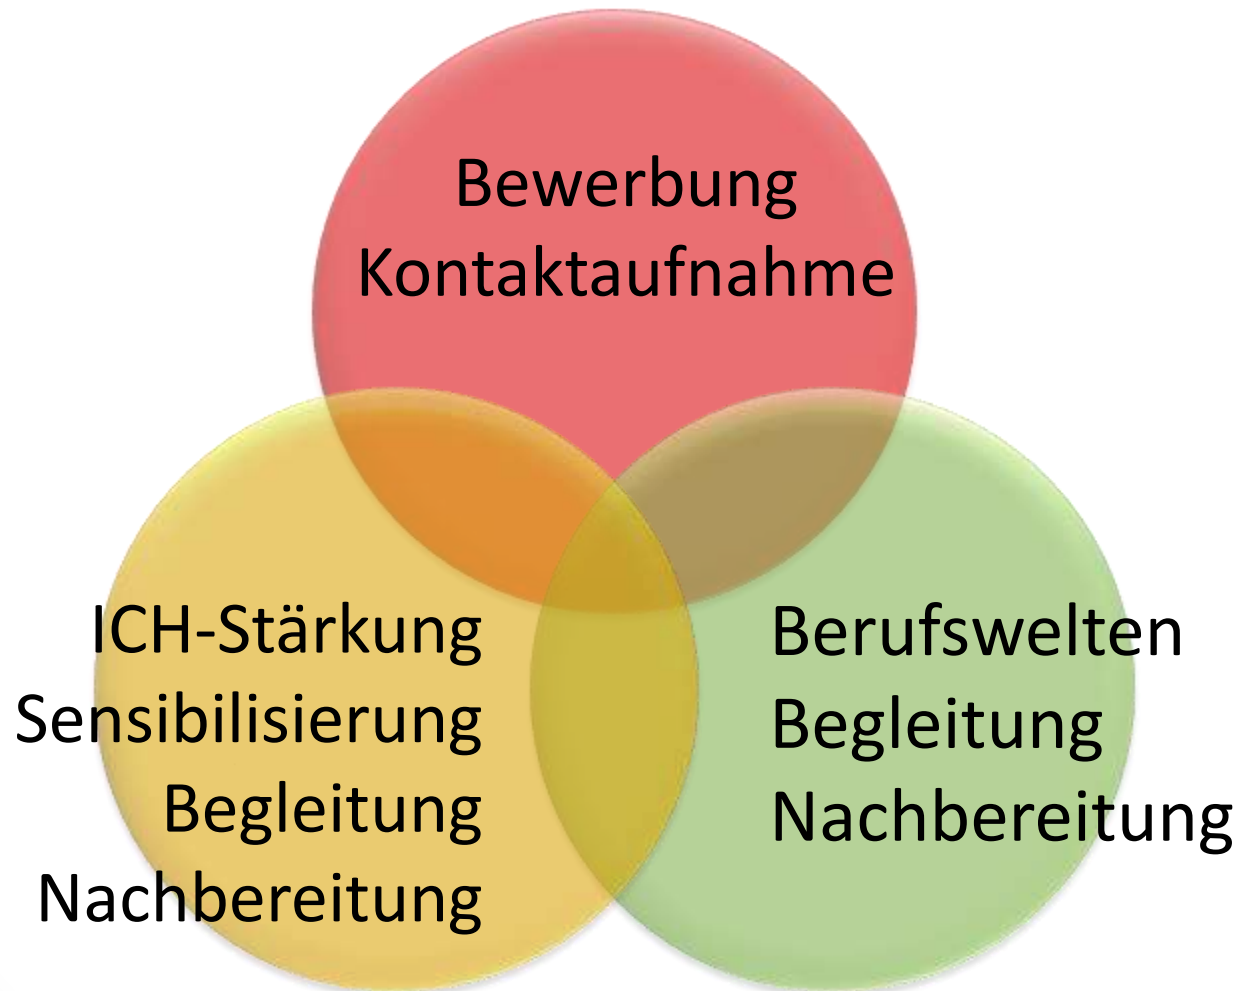 Bewerbung
Kontaktaufnahme
ICH-Stärkung
Sensibilisierung
Begleitung
Nachbereitung
Berufswelten
Begleitung
Nachbereitung